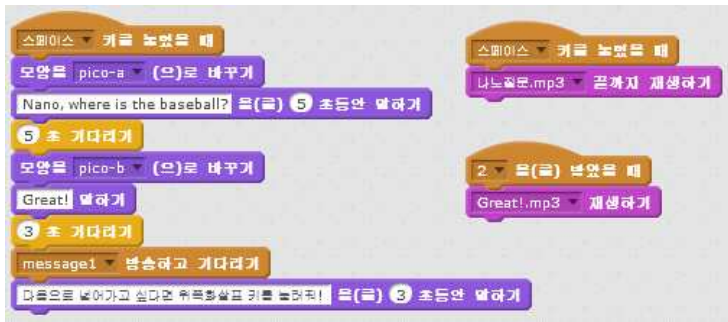 스페이스 키를 눌렀을 때
모양을 pico-a (으)로 바꾸기
Nano, where is the baseball? 을(를) 5 초동안 말하기
5 초 기다리기
모양을 pico-b (으)로 바꾸기
Great! 말하기
3 초 기다리기
message1 방송하고 기다리기
다음으로 넘어가고 싶다면 위쪽화살표 키를 눌러줘! 을(를) 3 초동안 말하기
스페이스 키를 눌렀을 때
나노질문.mp3 끝까지 재생하기
2 을(를) 받았을 때
Great!.mp3 재생하기